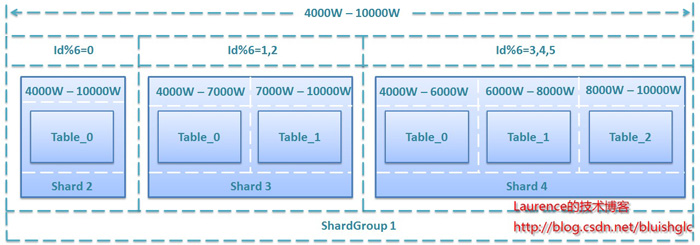 4000W – 10000W
Id%6=0 Id%6=1,2 Id%6=3,4,5
4000W – 10000W 4000W – 7000W 7000W – 10000W 4000W – 6000W 6000W – 8000W 8000W – 10000W
Table_0 Table_0 Table_1 Table_0 Table_1 Table_2
Shard 2 Shard 3 Shard 4
Laurence的技术博客
ShardGroup 1
http://blog.csdn.net/bluishglc